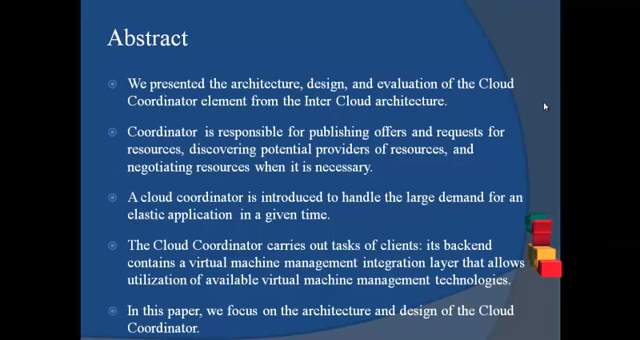 Abstract
We presented the architecture, design, and evaluation of the Cloud
Coordinator element from the Inter Cloud architecture.
Coordinator is responsible for publishing offers and requests for
resources, discovering potential providers of resources, and
negotiating resources when it is necessary.
A cloud coordinator is introduced to handle the large demand for an
elastic application in a given time.
The Cloud Coordinator carries out tasks of clients: its backend
contains a virtual machine management integration layer that allows
utilization of available virtual machine management technologies.
In this paper, we focus on the architecture and design of the Cloud
Coordinator.